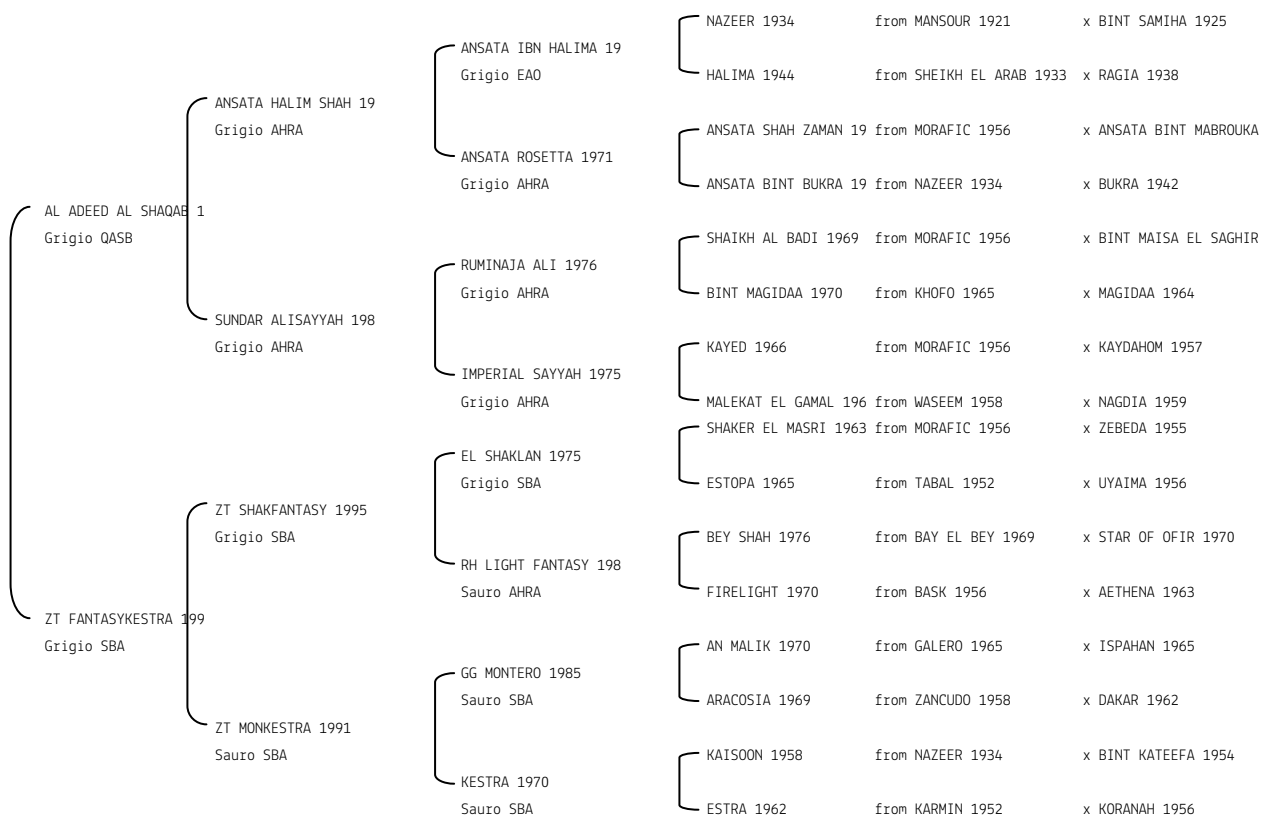 NAZEER 1934 from MANSOUR 1921 x BINT SAMIHA 1925
ANSATA IBN HALIMA 19
Grigio EAO
HALIMA 1944 from SHEIKH EL ARAB 1933 x RAGIA 1938
ANSATA HALIM SHAH 19
Grigio AHRA
ANSATA SHAH ZAMAN 19 from MORAFIC 1956 x ANSATA BINT MABROUKA
ANSATA ROSETTA 1971
Grigio AHRA
ANSATA BINT BUKRA 19 from NAZEER 1934 x BUKRA 1942
AL ADEED AL SHAQAB 1
Grigio QASB
SHAIKH AL BADI 1969 from MORAFIC 1956 x BINT MAISA EL SAGHIR
RUMINAJA ALI 1976
Grigio AHRA
BINT MAGIDAA 1970 from KHOFO 1965 x MAGIDAA 1964
SUNDAR ALISAYYAH 198
Grigio AHRA
KAYED 1966 from MORAFIC 1956 x KAYDAHOM 1957
IMPERIAL SAYYAH 1975
Grigio AHRA
MALEKAT EL GAMAL 196 from WASEEM 1958 x NAGDIA 1959
SHAKER EL MASRI 1963 from MORAFIC 1956 x ZEBEDA 1955
EL SHAKLAN 1975
Grigio SBA
ESTOPA 1965 from TABAL 1952 x UYAIMA 1956
ZT SHAKFANTASY 1995
Grigio SBA
BEY SHAH 1976 from BAY EL BEY 1969 x STAR OF OFIR 1970
RH LIGHT FANTASY 198
Sauro AHRA
FIRELIGHT 1970 from BASK 1956 x AETHENA 1963
ZT FANTASYKESTRA 199
Grigio SBA
AN MALIK 1970 from GALERO 1965 x ISPAHAN 1965
GG MONTERO 1985
Sauro SBA
ARACOSIA 1969 from ZANCUDO 1958 x DAKAR 1962
ZT MONKESTRA 1991
Sauro SBA
KAISOON 1958 from NAZEER 1934 x BINT KATEEFA 1954
KESTRA 1970
Sauro SBA
ESTRA 1962 from KARMIN 1952 x KORANAH 1956